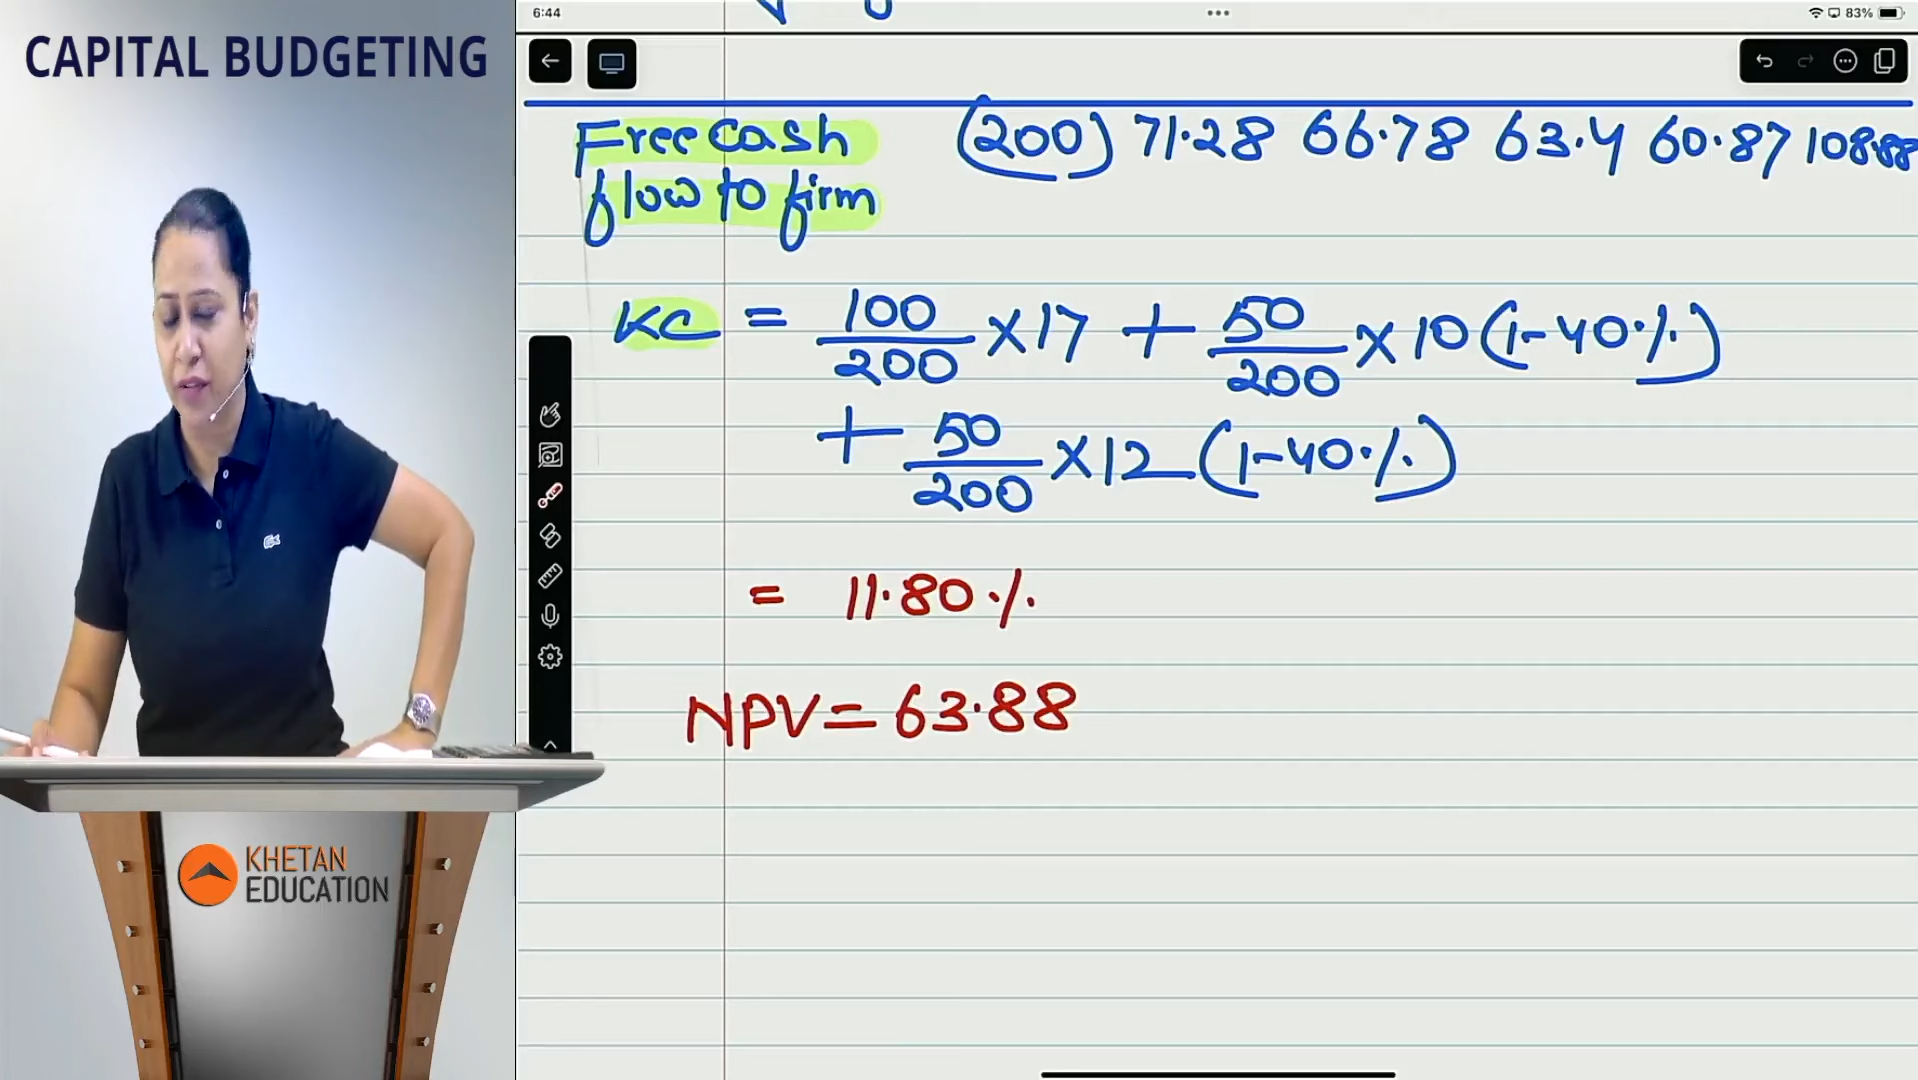 CAPITAL BUDGETING
6:44
83%
Free cash (200) 71.28 66.78 63.4 60.87 108.88
flow to firm
KC = 100/200 × 17 + 50/200 × 10 (1-40%)
+ 50/200 × 12 (1-40%)
= 11.80%
NPV = 63.88
KHETAN
EDUCATION